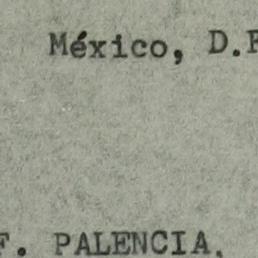 México, D.F
F. PALENCIA.